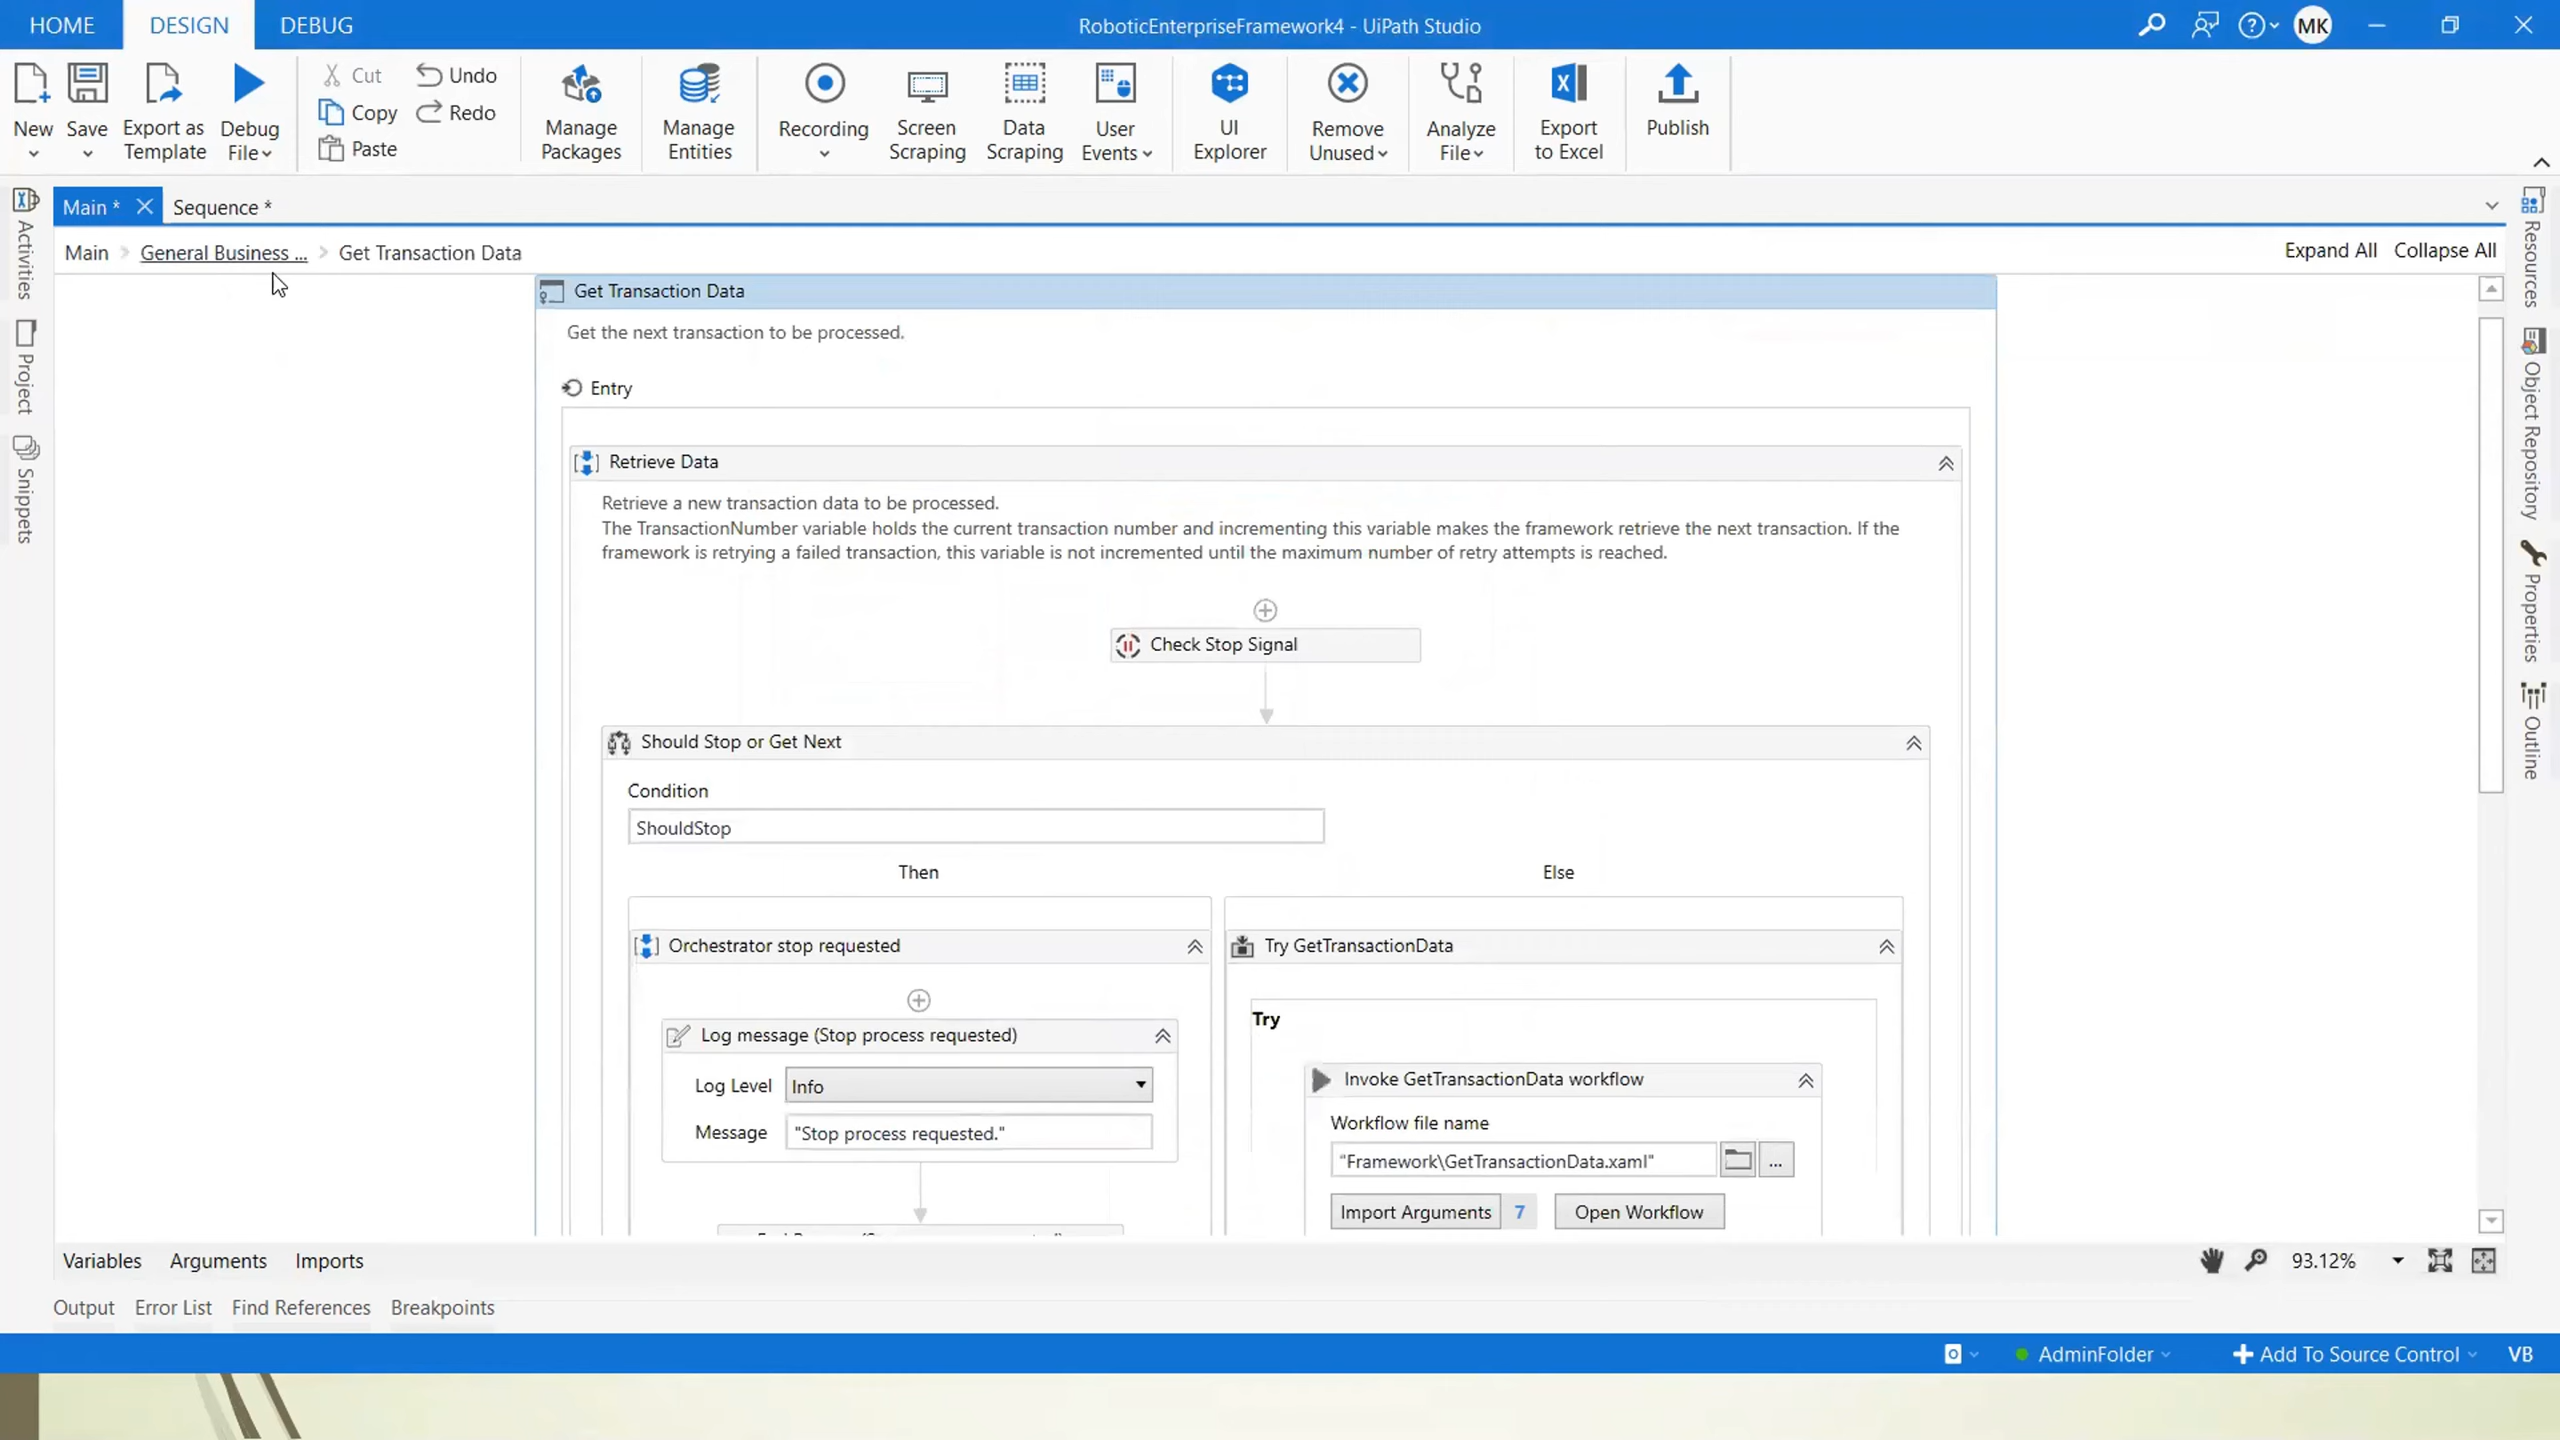 HOME DESIGN DEBUG
RoboticEnterpriseFramework4 - UiPath Studio
MK
New
Save
Export as
Template
Debug
File
Cut
Copy
Paste
Undo
Redo
Manage
Packages
Manage
Entities
Recording
Screen
Scraping
Data
Scraping
User
Events
UI
Explorer
Remove
Unused
Analyze
File
Export
to Excel
Publish
Activities
Project
Snippets
Main * Sequence *
Main General Business ... Get Transaction Data
Expand All Collapse All
Get Transaction Data
Get the next transaction to be processed.
Entry
Retrieve Data
Retrieve a new transaction data to be processed.
The TransactionNumber variable holds the current transaction number and incrementing this variable makes the framework retrieve the next transaction. If the
framework is retrying a failed transaction, this variable is not incremented until the maximum number of retry attempts is reached.
Check Stop Signal
Should Stop or Get Next
Condition
ShouldStop
Then
Else
Orchestrator stop requested
Log message (Stop process requested)
Log Level Info
Message "Stop process requested."
Try GetTransactionData
Try
Invoke GetTransactionData workflow
Workflow file name
"Framework\GetTransactionData.xaml"
...
Import Arguments 7
Open Workflow
Resources
Object Repository
Properties
Outline
Variables Arguments Imports
93.12%
Output Error List Find References Breakpoints
AdminFolder
Add To Source Control
VB